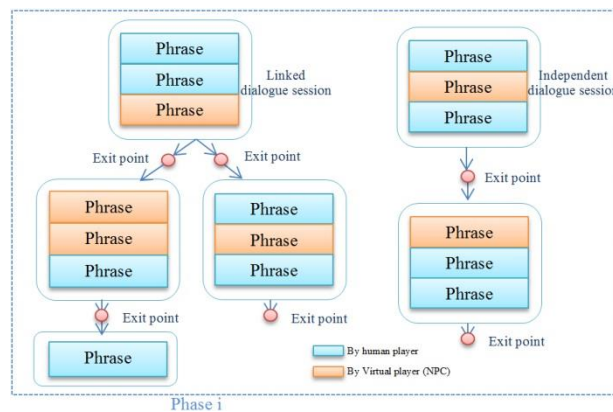 Phrase
Phrase
Phrase
Linked
dialogue session
Phrase
Phrase
Phrase
Independent
dialogue session
Exit point
Exit point
Exit point
Phrase
Phrase
Phrase
Phrase
Phrase
Phrase
Phrase
Phrase
Phrase
Exit point
Exit point
Exit point
Phrase
By human player
By Virtual player (NPC)
Phase i